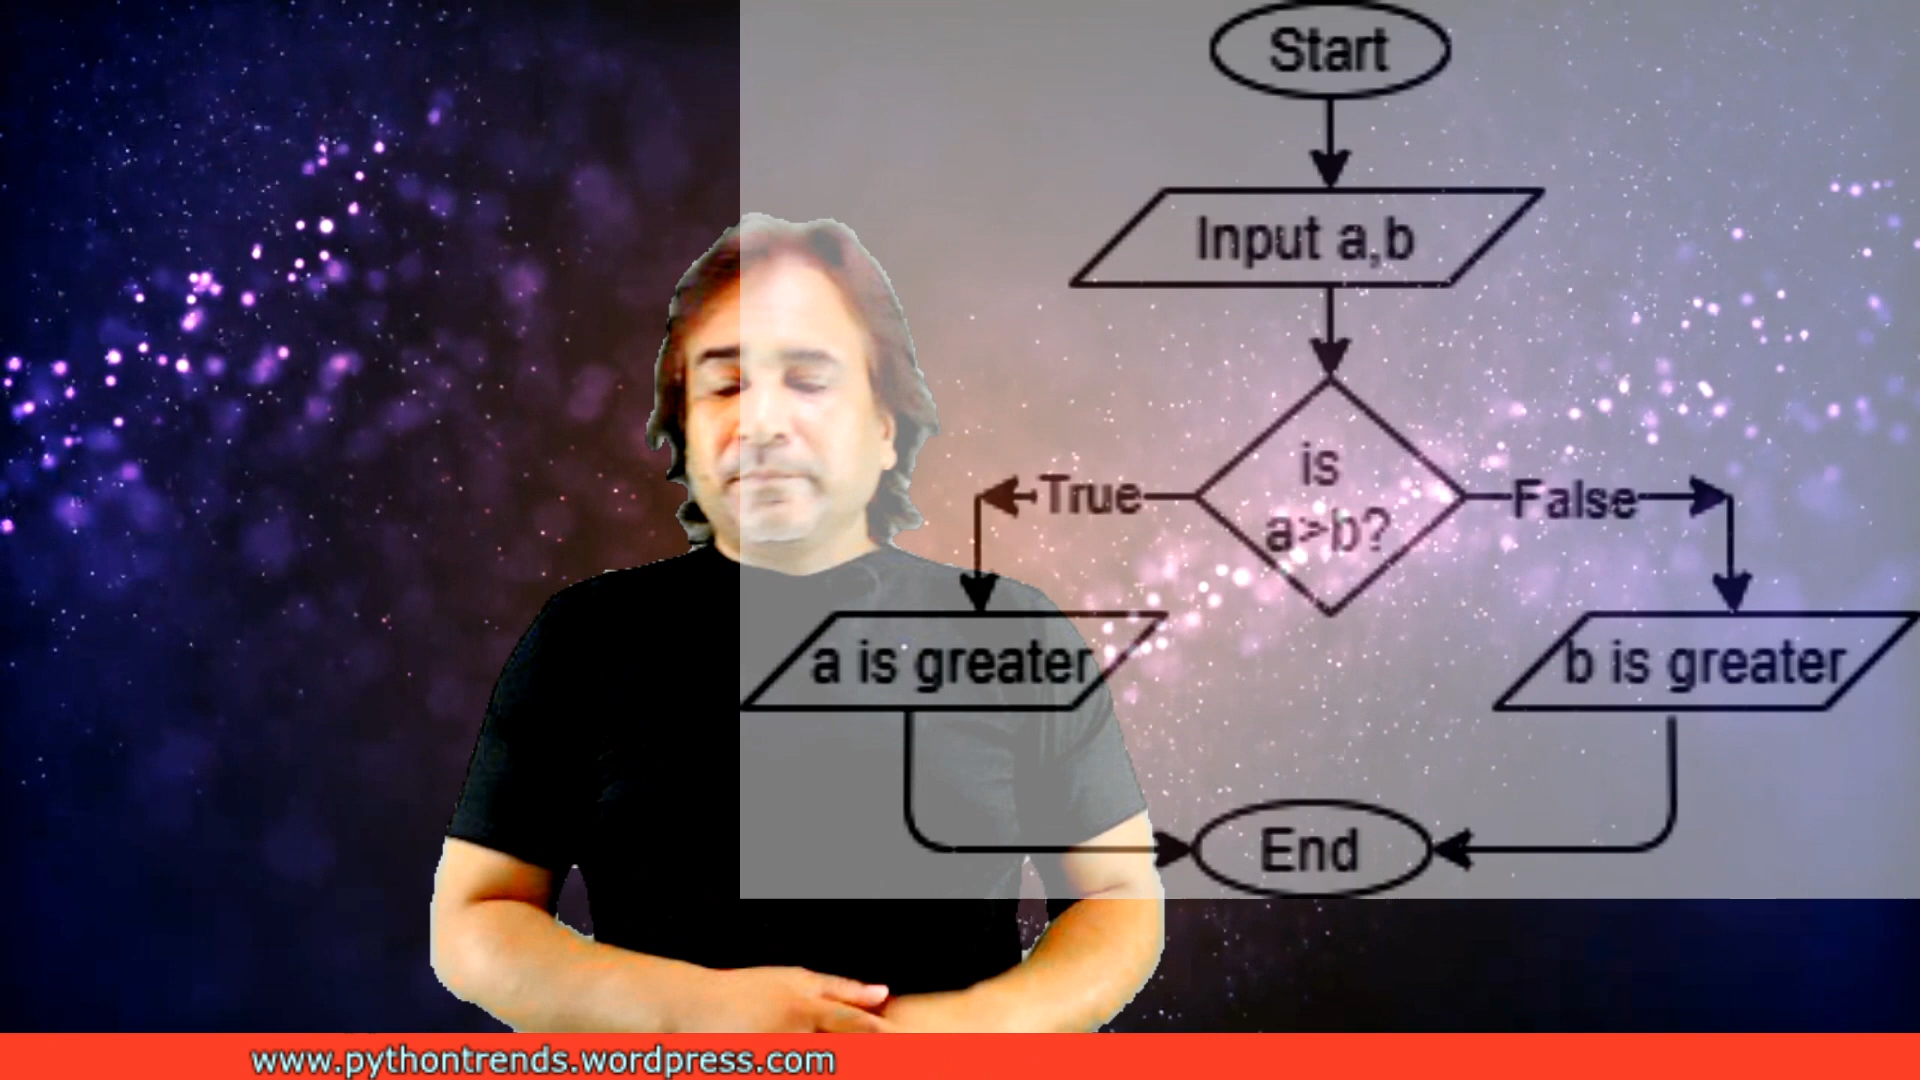 Start
Input a,b
is
a>b?
True
False
a is greater
b is greater
End
www.pythontrends.wordpress.com